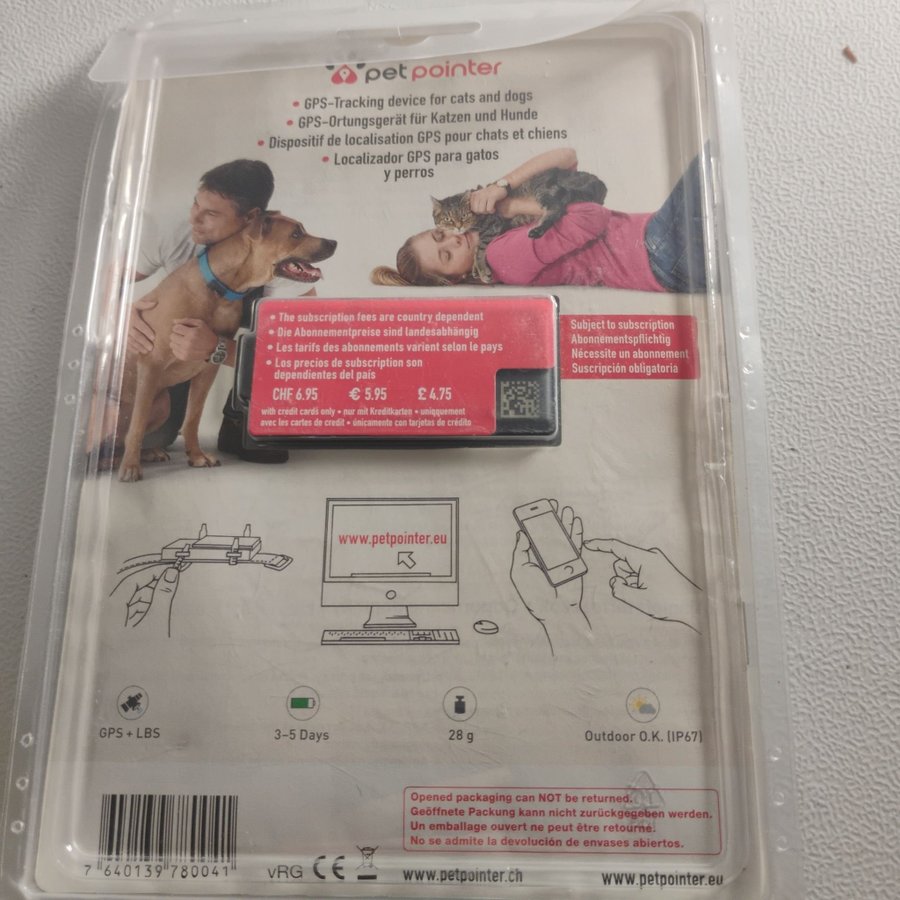 petpointer
• GPS-Tracking device for cats and dogs
• GPS-Ortungsgerät für Katzen und Hunde
• Dispositif de localisation GPS pour chats et chiens
• Localizador GPS para gatos
y perros
• The subscription fees are country dependent
• Die Abonnementpreise sind landesabhängig
• Les tarifs des abonnements varient selon le pays
• Los precios de subscription son
dependientes del pais
CHF 6.95 € 5.95 £ 4.75
with credit cards only • nur mit Kreditkarten • uniquement
avec les cartes de credit • únicamente con tarjetas de crédito
Subject to subscription
Abonnementspflichtig
Nécessite un abonnement
Suscripción obligatoria
www.petpointer.eu
GPS + LBS
3-5 Days
28 g
Outdoor O.K. (IP67)
Opened packaging can NOT be returned.
Geöffnete Packung kann nicht zurückgegeben werden.
Un emballage ouvert ne peut être retourné.
No se admite la devolución de envases abiertos.
7 640139 780041
vRG CE
www.petpointer.ch
www.petpointer.eu